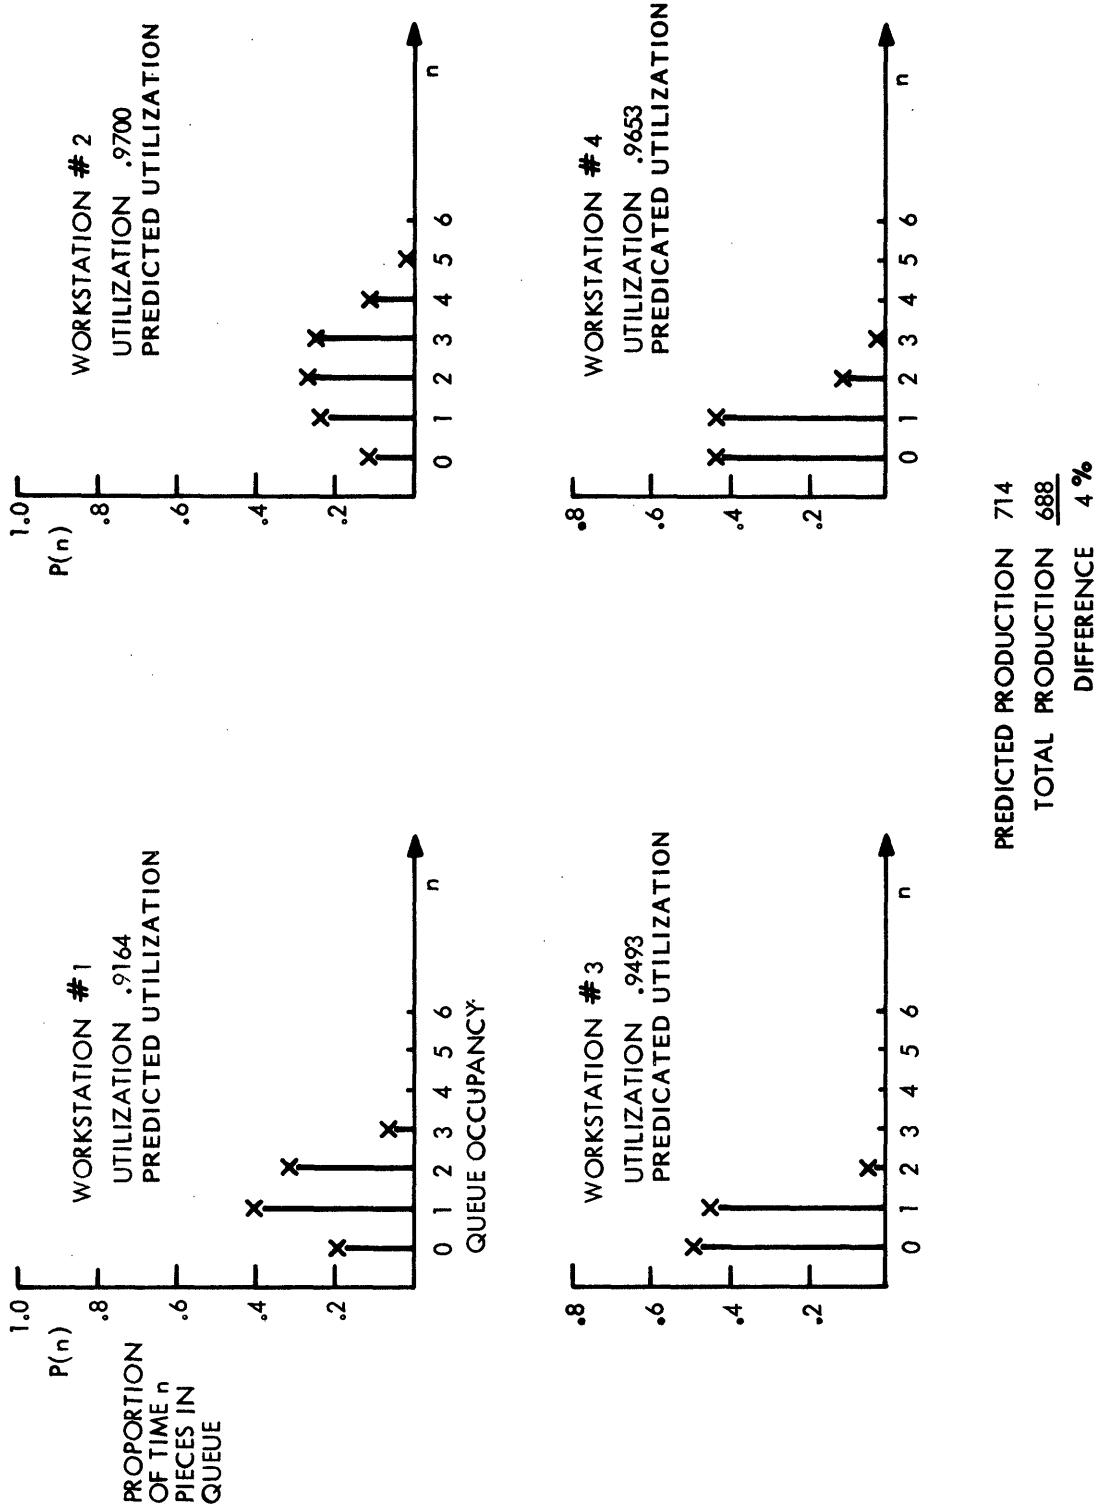 1.0
P(n)
.8
.6
.4
.2
PROPORTION
OF TIME n
PIECES IN
QUEUE
WORKSTATION #1
UTILIZATION .9164
PREDICTED UTILIZATION
0 1 2 3 4 5 6 n
QUEUE OCCUPANCY
1.0
P(n)
.8
.6
.4
.2
WORKSTATION #2
UTILIZATION .9700
PREDICTED UTILIZATION
0 1 2 3 4 5 6 n
.8
.6
.4
.2
WORKSTATION #3
UTILIZATION .9493
PREDICATED UTILIZATION
0 1 2 3 4 5 6 n
.8
.6
.4
.2
WORKSTATION #4
UTILIZATION .9653
PREDICATED UTILIZATION
0 1 2 3 4 5 6 n
PREDICTED PRODUCTION 714
TOTAL PRODUCTION 688
DIFFERENCE 4 %